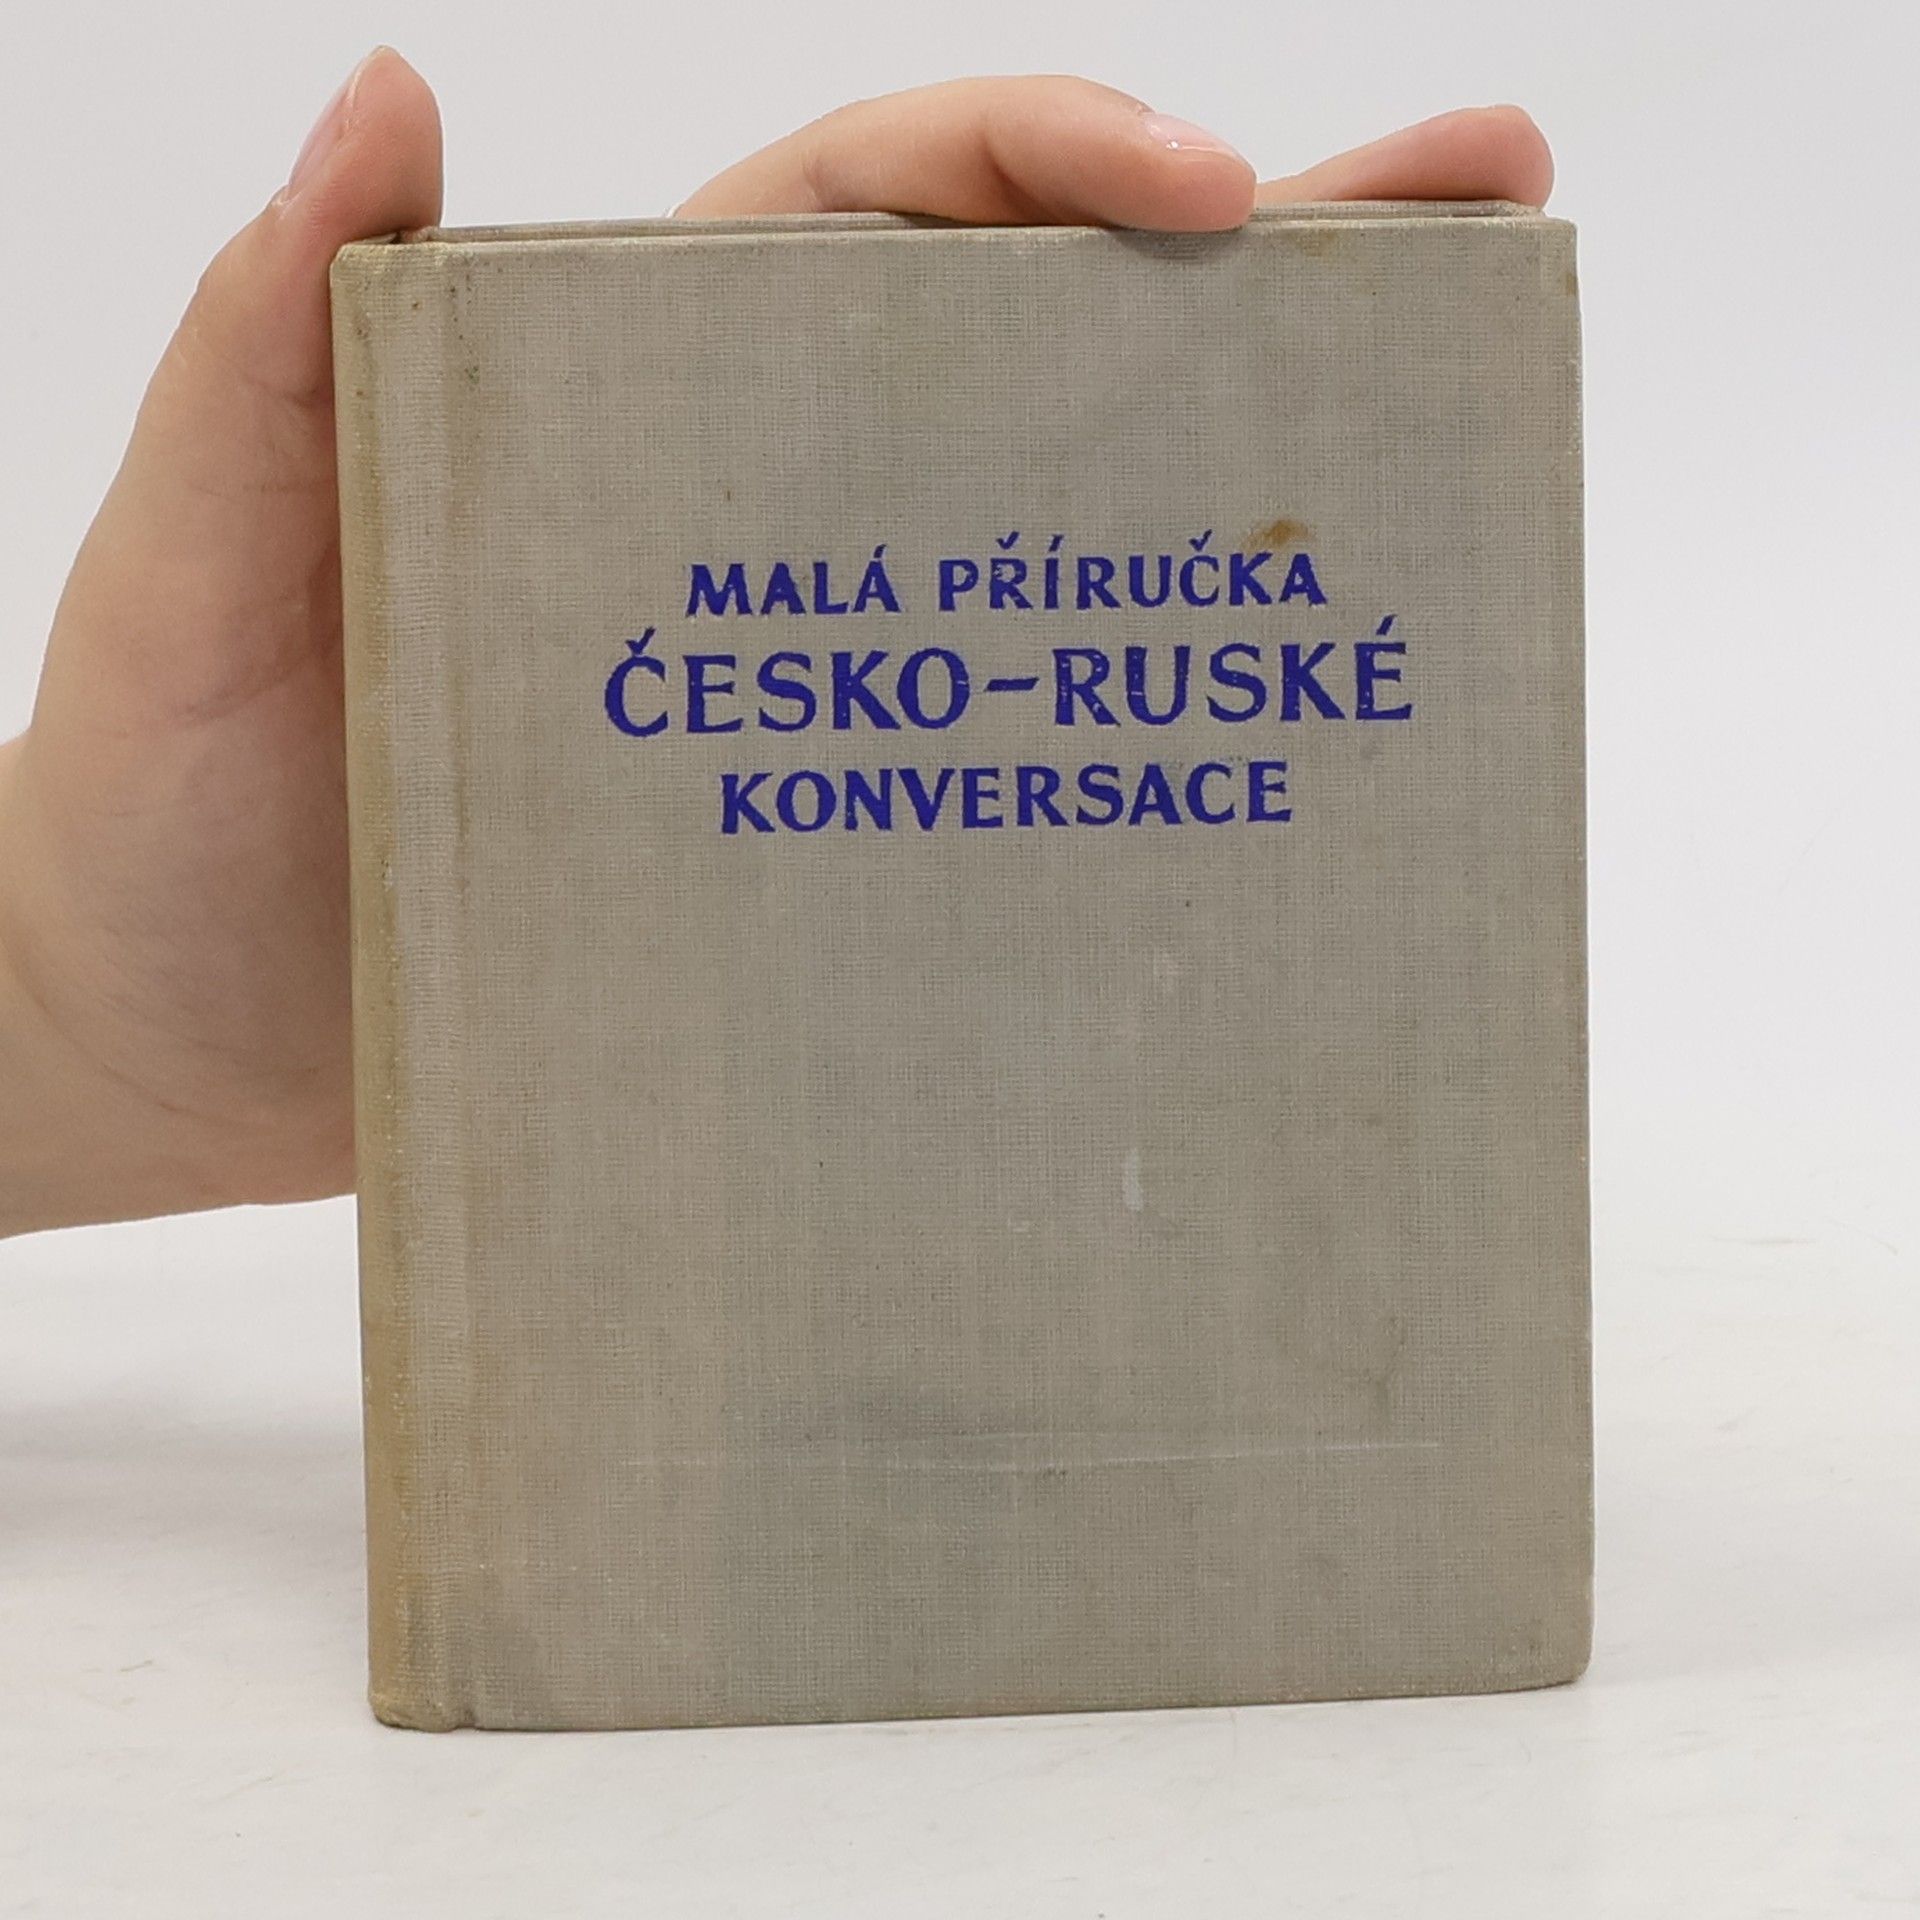 MALÁ PŘÍRUČKA
ČESKO-RUSKÉ
KONVERSACE